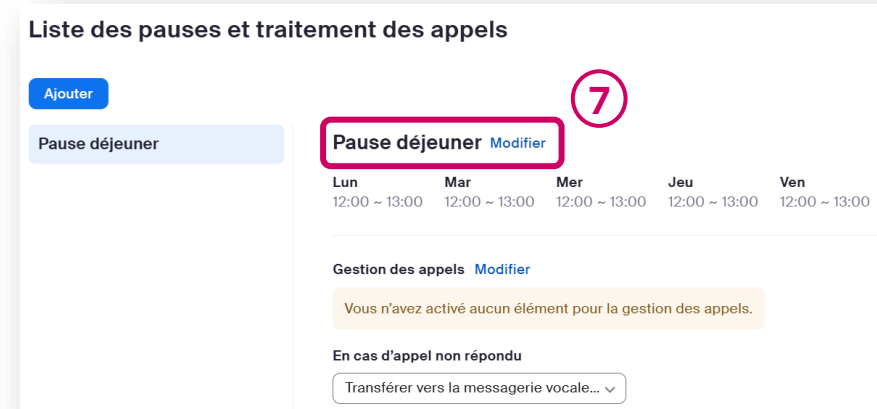 Liste des pauses et traitement des appels
Ajouter
7
Pause déjeuner
Pause déjeuner Modifier
Lun Mar Mer Jeu Ven
12:00 ~ 13:00 12:00 ~ 13:00 12:00 ~ 13:00 12:00 ~ 13:00 12:00 ~ 13:00
Gestion des appels Modifier
Vous n’avez activé aucun élément pour la gestion des appels.
En cas d’appel non répondu
Transférer vers la messagerie vocale...